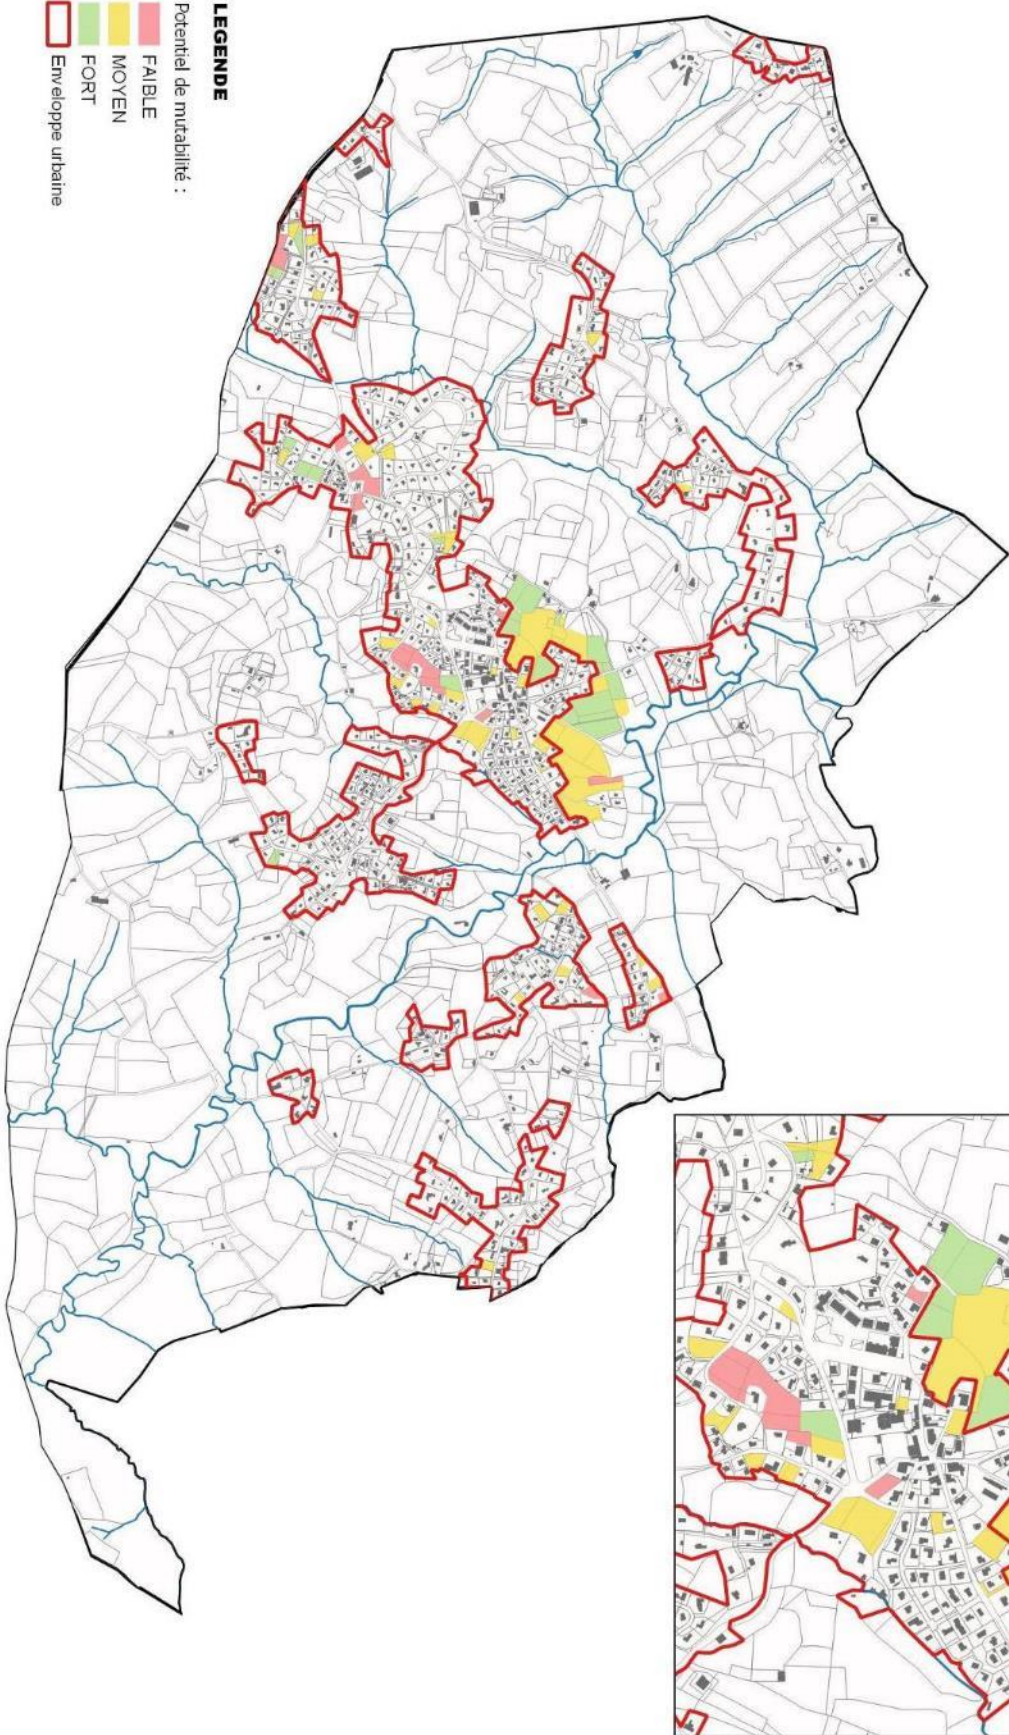 LEGENDE
Potentiel de mutabilité :
FAIBLE
MOYEN
FORT
Enveloppe urbaine